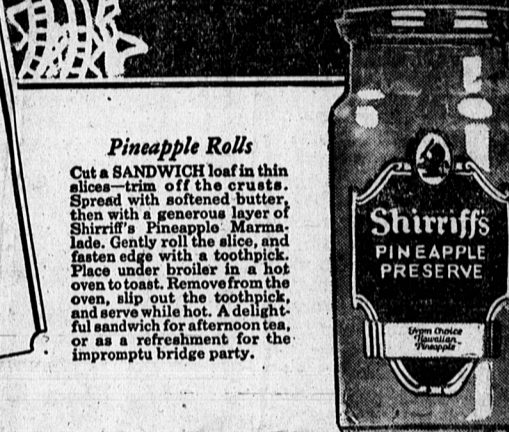 Pineapple Rolls
Cut a SANDWICH loaf in thin
slices—trim off the crusts.
Spread with softened butter,
then with a generous layer of
Shirriff's Pineapple Marma-
lade. Gently roll the slice, and
fasten edge with a toothpick.
Place under broiler in a hot
oven to toast. Remove from the
oven, slip out the toothpick,
and serve while hot. A delight-
ful sandwich for afternoon tea,
or as a refreshment for the
impromptu bridge party.
Shirriff's
PINEAPPLE
PRESERVE
From Choice
Hawaiian
Pineapple